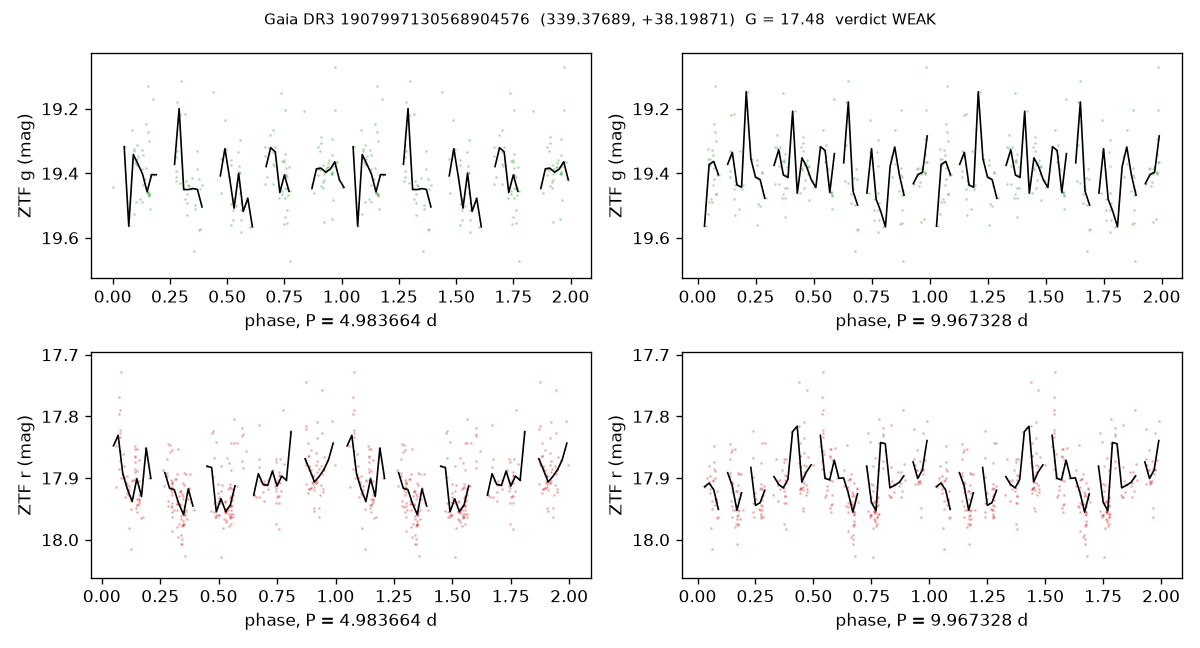 Gaia DR3 1907997130568904576 (339.37689, +38.19871) G = 17.48 verdict WEAK
ZTF g (mag)
19.2
19.4
19.6
0.00 0.25 0.50 0.75 1.00 1.25 1.50 1.75 2.00
phase, P = 4.983664 d
ZTF g (mag)
19.2
19.4
19.6
0.00 0.25 0.50 0.75 1.00 1.25 1.50 1.75 2.00
phase, P = 9.967328 d
ZTF r (mag)
17.7
17.8
17.9
18.0
0.00 0.25 0.50 0.75 1.00 1.25 1.50 1.75 2.00
phase, P = 4.983664 d
ZTF r (mag)
17.7
17.8
17.9
18.0
0.00 0.25 0.50 0.75 1.00 1.25 1.50 1.75 2.00
phase, P = 9.967328 d